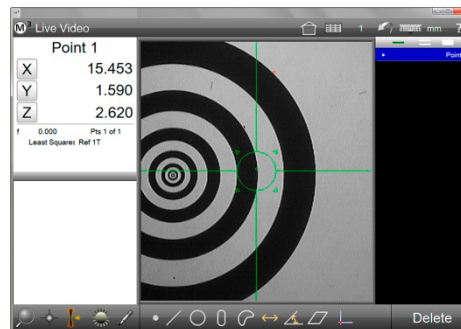 M3 Live Video
1 mm ?
Point 1
X 15.453
Y 1.590
Z 2.620
f 0.000 Pts 1 of 1
Least Squares Ref 1T
Point
Delete